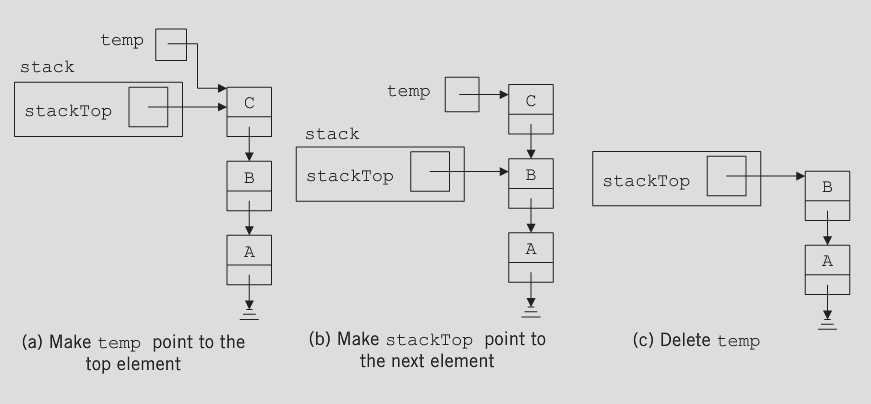 temp
stack
stackTop
C
B
A
(a) Make temp point to the
top element
temp
C
stack
stackTop
B
A
(b) Make stackTop point to
the next element
stackTop
B
A
(c) Delete temp